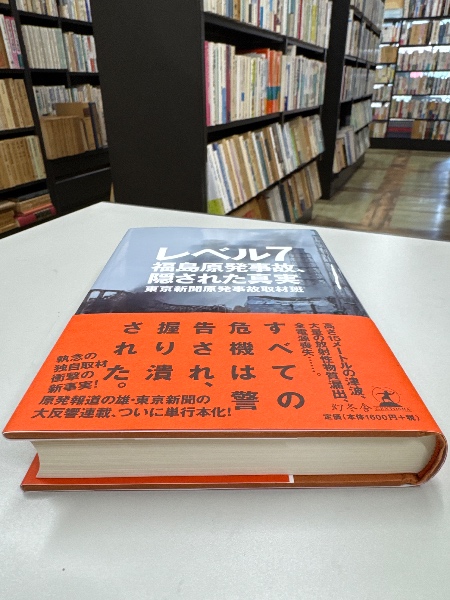 レベル7
福島原発事故、
隠された真実
東京新聞原発事故取材班
すべての
危機は、警
告され、
握り潰
された。
高さ15メートルの津波、
大量の放射性物質漏出、
全電源喪失……。
執念の
独自取材
衝撃の
新事実!
原発報道の雄・東京新聞の
大反響連載、ついに単行本化!
幻冬舎
GENTOSHA
定価(本体1600円+税)